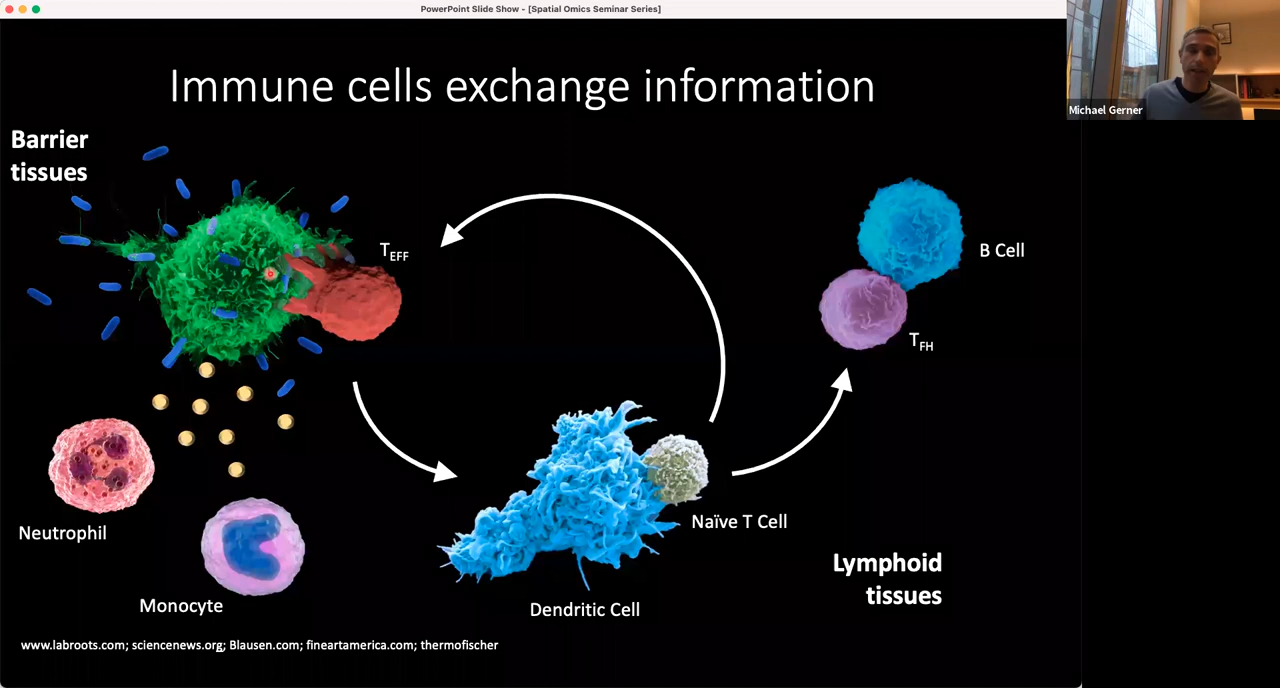 PowerPoint Slide Show - [Spatial Omics Seminar Series]
Michael Gerner
Immune cells exchange information
Barrier
tissues
TEFF
B Cell
TFH
Neutrophil
Naïve T Cell
Monocyte
Dendritic Cell
Lymphoid
tissues
www.labroots.com; sciencenews.org; Blausen.com; fineartamerica.com; thermofischer